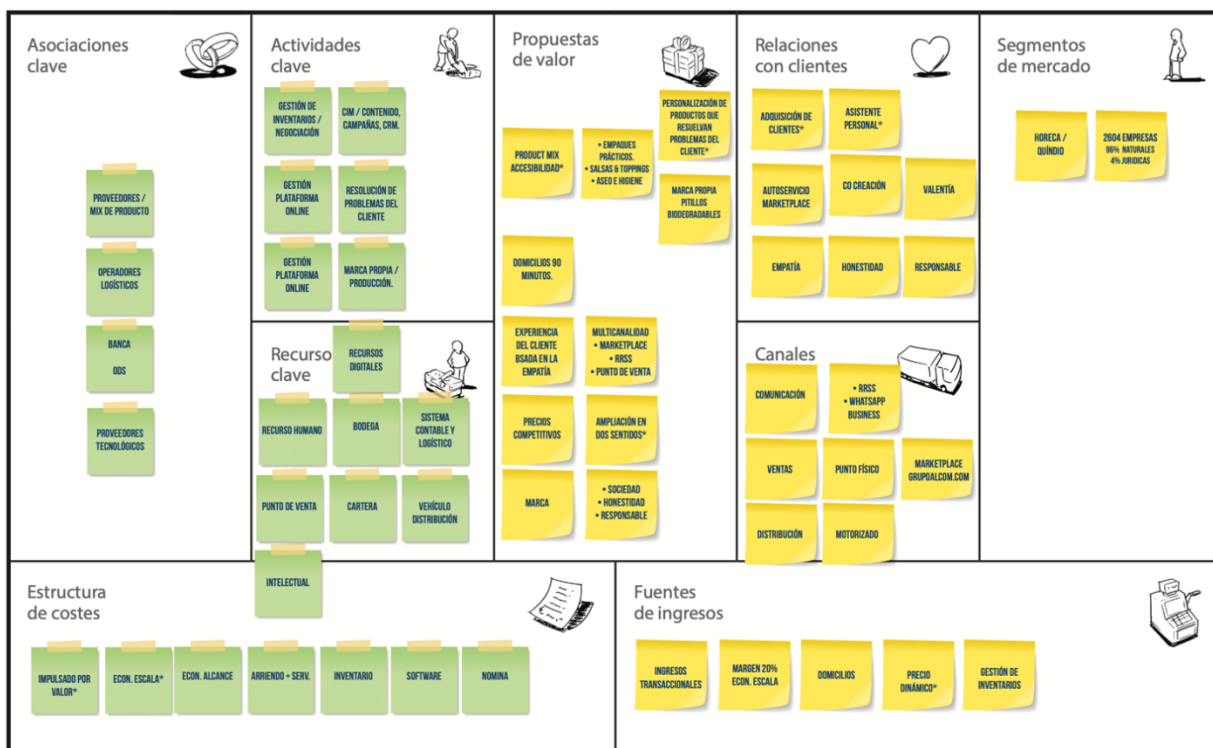 Asociaciones
clave
PROVEEDORES /
MIX DE PRODUCTO
OPERADORES
LOGÍSTICOS
BANCA
ODS
PROVEEDORES
TECNOLÓGICOS
Actividades
clave
GESTIÓN DE
INVENTARIOS /
NEGOCIACIÓN
CIM / CONTENIDO,
CAMPAÑAS, CRM.
GESTIÓN
PLATAFORMA
ONLINE
RESOLUCIÓN DE
PROBLEMAS DEL
CLIENTE
GESTIÓN
PLATAFORMA
ONLINE
MARCA PROPIA /
PRODUCCIÓN.
Recurso
clave
RECURSOS
DIGITALES
RECURSO HUMANO
BODEGA
SISTEMA
CONTABLE Y
LOGÍSTICO
PUNTO DE VENTA
CARTERA
VEHÍCULO
DISTRIBUCIÓN
INTELECTUAL
Propuestas
de valor
PERSONALIZACIÓN DE
PRODUCTOS QUE
RESUELVAN
PROBLEMAS DEL
CLIENTE*
PRODUCT MIX
ACCESIBILIDAD*
• EMPAQUES
PRÁCTICOS.
• SALSAS & TOPPINGS
• ASEO E HIGIENE
MARCA PROPIA
PITILLOS
BIODEGRADABLES
DOMICILIOS 90
MINUTOS.
EXPERIENCIA
DEL CLIENTE
BSADA EN LA
EMPATÍA
MULTICANALIDAD
• MARKETPLACE
• RRSS
• PUNTO DE VENTA
PRECIOS
COMPETITIVOS
AMPLIACIÓN EN
DOS SENTIDOS*
MARCA
• SOCIEDAD
• HONESTIDAD
• RESPONSABLE
Relaciones
con clientes
ADQUISICIÓN DE
CLIENTES*
ASISTENTE
PERSONAL*
AUTOSERVICIO
MARKETPLACE
CO CREACIÓN
VALENTÍA
EMPATÍA
HONESTIDAD
RESPONSABLE
Canales
COMUNICACIÓN
• RRSS
• WHATSAPP
BUSINESS
VENTAS
PUNTO FÍSICO
MARKETPLACE
GRUPOALCOM.COM
DISTRIBUCIÓN
MOTORIZADO
Segmentos
de mercado
HORECA /
QUÍNDIO
2604 EMPRESAS
96% NATURALES
4% JURIDICAS
Estructura
de costes
IMPULSADO POR
VALOR*
ECON. ESCALA*
ECON. ALCANCE
ARRIENDO + SERV.
INVENTARIO
SOFTWARE
NOMINA
Fuentes
de ingresos
INGRESOS
TRANSACCIONALES
MARGEN 20%
ECON. ESCALA
DOMICILIOS
PRECIO
DINÁMICO*
GESTIÓN DE
INVENTARIOS